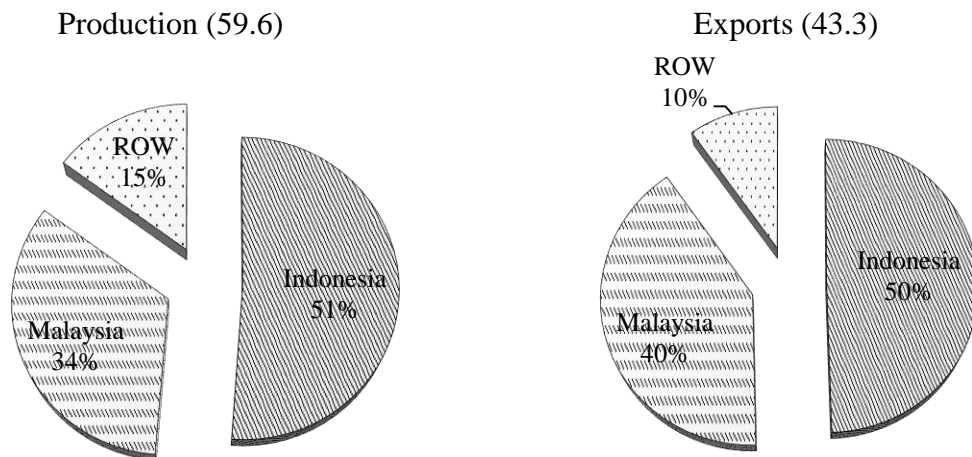 Production (59.6)
ROW
15%
Indonesia
51%
Malaysia
34%
Exports (43.3)
ROW
10%
Indonesia
50%
Malaysia
40%